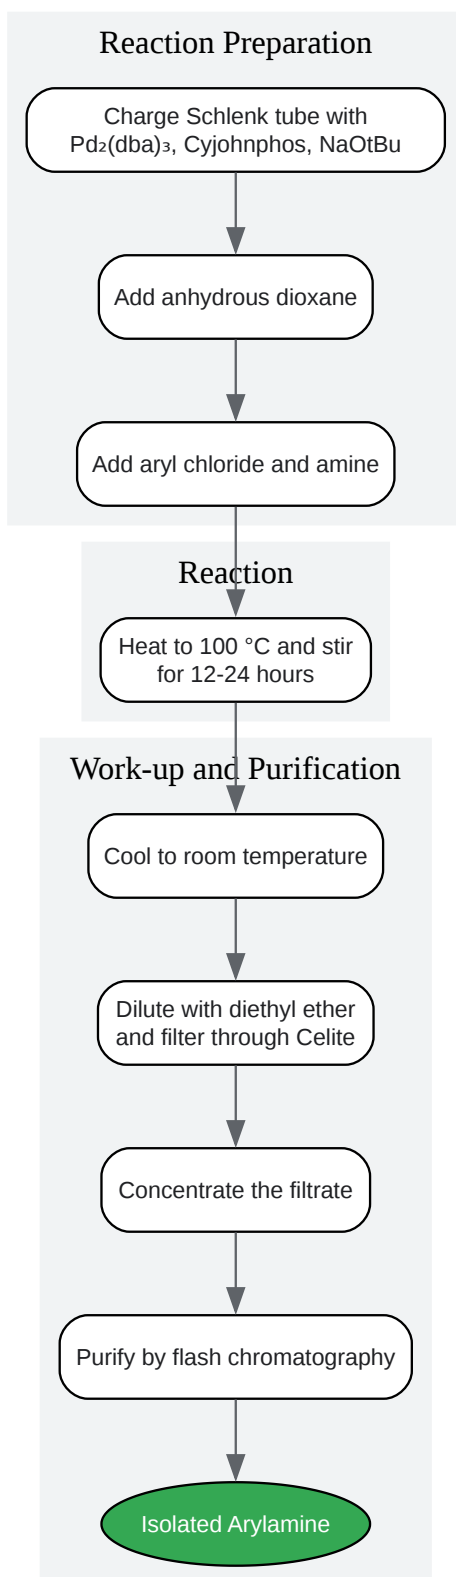 Reaction Preparation
Charge Schlenk tube with
Pd₂(dba)₃, Cyjohnphos, NaOtBu
Add anhydrous dioxane
Add aryl chloride and amine
Reaction
Heat to 100 °C and stir
for 12-24 hours
Work-up and Purification
Cool to room temperature
Dilute with diethyl ether
and filter through Celite
Concentrate the filtrate
Purify by flash chromatography
Isolated Arylamine